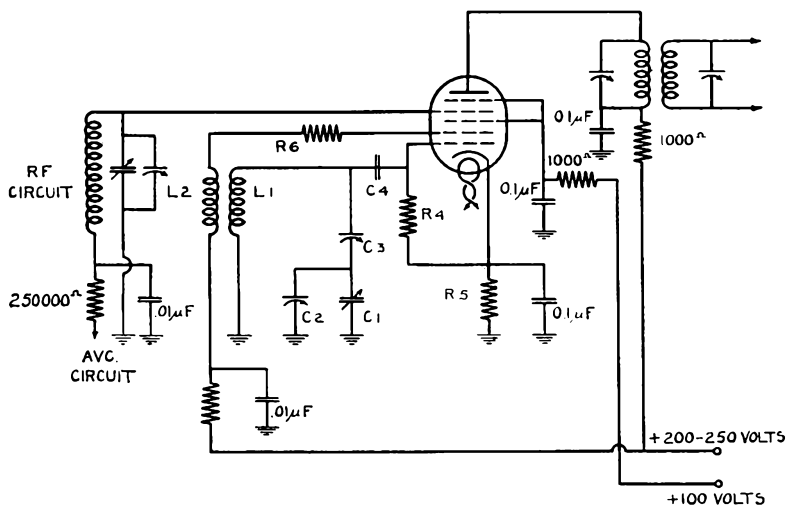 0.1µF
1000Ω
R6
1000Ω
RF
CIRCUIT
L2
L1
C4
0.1µF
R4
C3
250000Ω
.01µF
C2
C1
R5
0.1µF
AVC.
CIRCUIT
.01µF
+200-250 VOLTS
+100 VOLTS